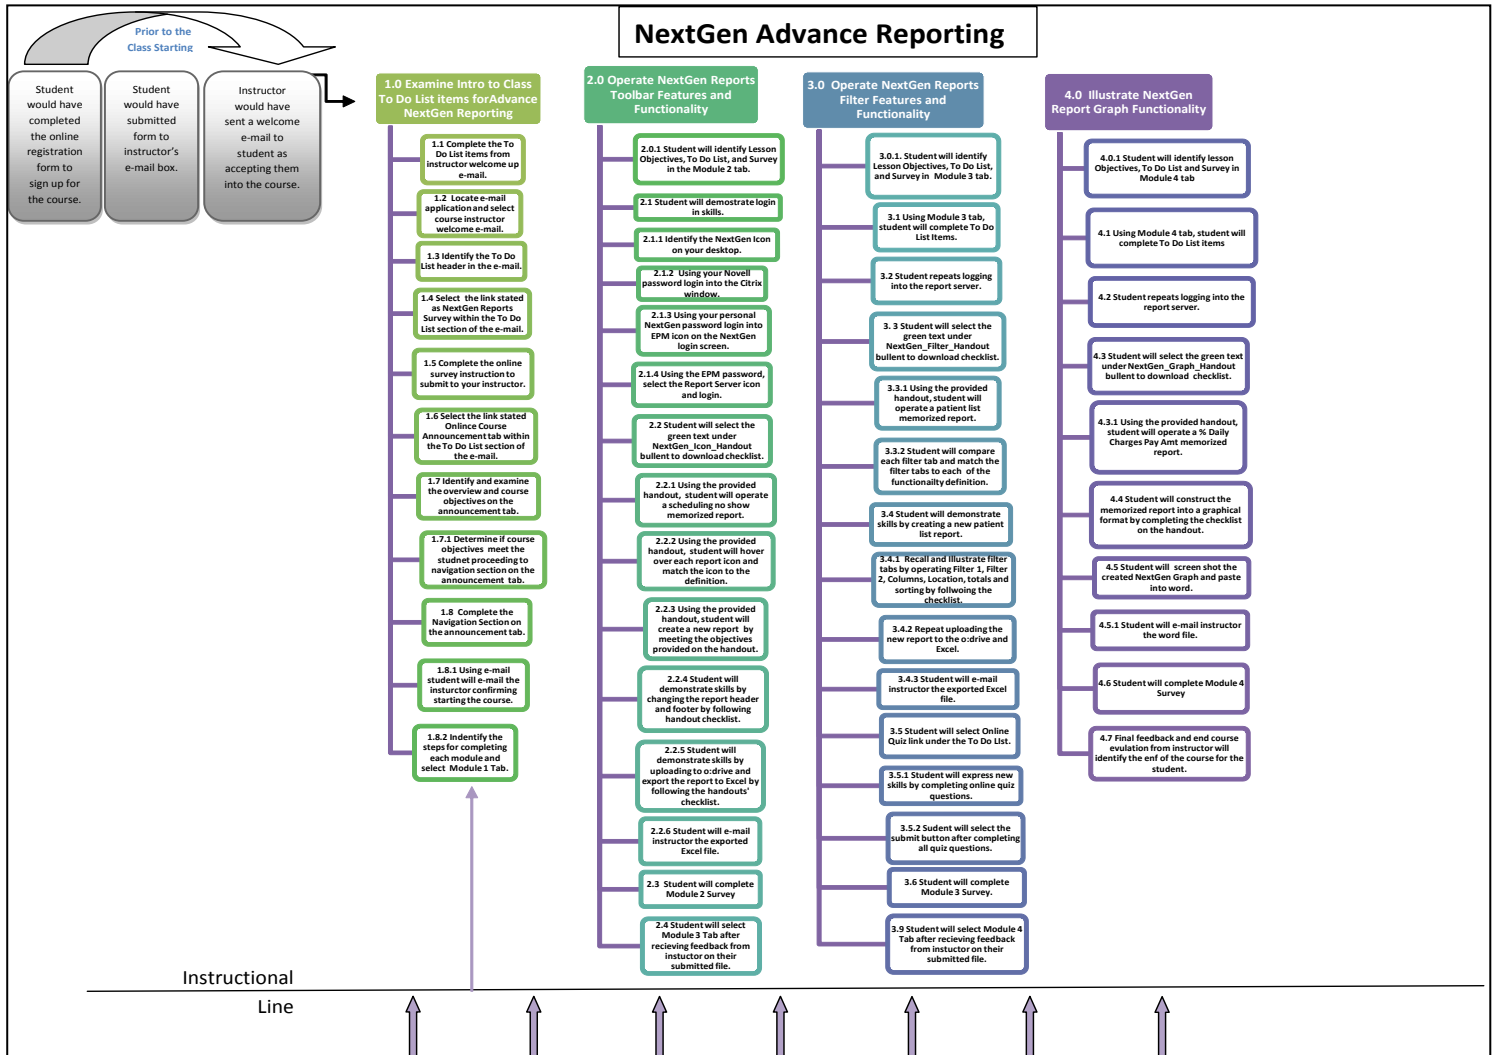 NextGen Advance Reporting
Prior to the
Class Starting
Student
would have
completed
the online
registration
form to
sign up for
the course.
Student
would have
submitted
form to
instructor's
e-mail box.
Instructor
would have
sent a welcome
e-mail to
student as
accepting them
into the course.
1.0 Examine Intro to Class
To Do List items forAdvance
NextGen Reporting
1.1 Complete the To
Do List items from
instructor welcome up
e-mail.
1.2 Locate e-mail
application and select
course instructor
welcome e-mail.
1.3 Identify the To Do
List header in the e-mail.
1.4 Select the link stated
as NextGen Reports
Survey within the To Do
List section of the e-mail.
1.5 Complete the online
survey instruction to
submit to your instructor.
1.6 Select the link stated
Onlince Course
Announcement tab within
the To Do List section of
the e-mail.
1.7 Identify and examine
the overview and course
objectives on the
announcement tab.
1.7.1 Determine if course
objectives meet the
studnet proceeding to
navigation section on the
announcement tab.
1.8 Complete the
Navigation Section on
the announcement tab.
1.8.1 Using e-mail
student will e-mail the
insturctor confirming
starting the course.
1.8.2 Indentify the
steps for completing
each module and
select Module 1 Tab.
2.0 Operate NextGen Reports
Toolbar Features and
Functionality
2.0.1 Student will identify Lesson
Objectives, To Do List, and Survey
in the Module 2 tab.
2.1 Student will demostrate login
in skills.
2.1.1 Identify the NextGen Icon
on your desktop.
2.1.2 Using your Novell
password login into the Citrix
window.
2.1.3 Using your personal
NextGen password login into
EPM icon on the NextGen
login screen.
2.1.4 Using the EPM password,
select the Report Server icon
and login.
2.2 Student will select the
green text under
NextGen_Icon_Handout
bullent to download checklist.
2.2.1 Using the provided
handout, student will operate
a scheduling no show
memorized report.
2.2.2 Using the provided
handout, student will hover
over each report icon and
match the icon to the
definition.
2.2.3 Using the provided
handout, student will
create a new report by
meeting the objectives
provided on the handout.
2.2.4 Student will
demonstrate skills by
changing the report header
and footer by following
handout checklist.
2.2.5 Student will
demonstrate skills by
uploading to o:drive and
export the report to Excel by
following the handouts'
checklist.
2.2.6 Student will e-mail
instructor the exported
Excel file.
2.3 Student will complete
Module 2 Survey
2.4 Student will select
Module 3 Tab after
recieving feedback from
instuctor on their
submitted file.
3.0 Operate NextGen Reports
Filter Features and
Functionality
3.0.1. Student will identify
Lesson Objectives, To Do List,
and Survey in Module 3 tab.
3.1 Using Module 3 tab,
student will complete To Do
List Items.
3.2 Student repeats logging
into the report server.
3. 3 Student will select the
green text under
NextGen_Filter_Handout
bullent to download checklist.
3.3.1 Using the provided
handout, student will
operate a patient list
memorized report.
3.3.2 Student will compare
each filter tab and match the
filter tabs to each of the
functionailty definition.
3.4 Student will demonstrate
skills by creating a new patient
list report.
3.4.1 Recall and Illustrate filter
tabs by operating Filter 1, Filter
2, Columns, Location, totals and
sorting by follwoing the
checklist.
3.4.2 Repeat uploading the
new report to the o:drive and
Excel.
3.4.3 Student will e-mail
instructor the exported Excel
file.
3.5 Student will select Online
Quiz link under the To Do LIst.
3.5.1 Student will express new
skills by completing online quiz
questions.
3.5.2 Sudent will select the
submit button after completing
all quiz questions.
3.6 Student will complete
Module 3 Survey.
3.9 Student will select Module 4
Tab after recieving feedback
from instuctor on their
submitted file.
4.0 Illustrate NextGen
Report Graph Functionality
4.0.1 Student will identify lesson
Objectives, To Do List and Survey in
Module 4 tab
4.1 Using Module 4 tab, student will
complete To Do List items
4.2 Student repeats logging into the
report server.
4.3 Student will select the green text
under NextGen_Graph_Handout
bullent to download checklist.
4.3.1 Using the provided handout,
student will operate a % Daily
Charges Pay Amt memorized
report.
4.4 Student will construct the
memorized report into a graphical
format by completing the checklist
on the handout.
4.5 Student will screen shot the
created NextGen Graph and paste
into word.
4.5.1 Student will e-mail instructor
the word file.
4.6 Student will complete Module 4
Survey
4.7 Final feedback and end course
evulation from instructor will
identify the enf of the course for the
student.
Instructional
Line